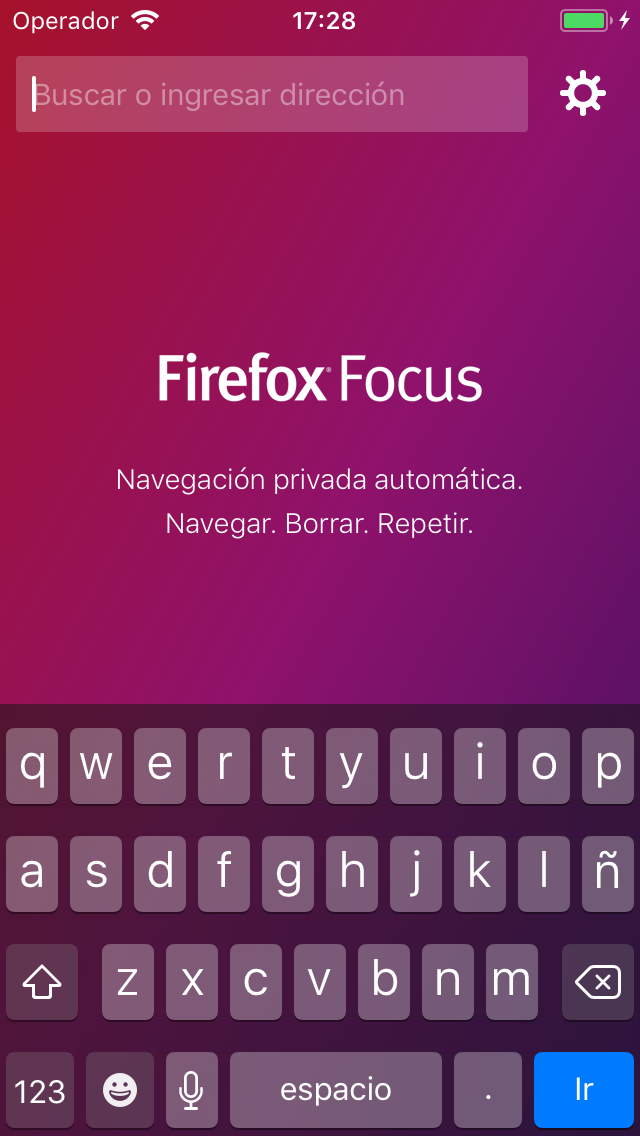 Operador 17:28
Buscar o ingresar dirección
Firefox® Focus
Navegación privada automática.
Navegar. Borrar. Repetir.
q w e r t y u i o p
a s d f g h j k l ñ
z x c v b n m
123 espacio . Ir